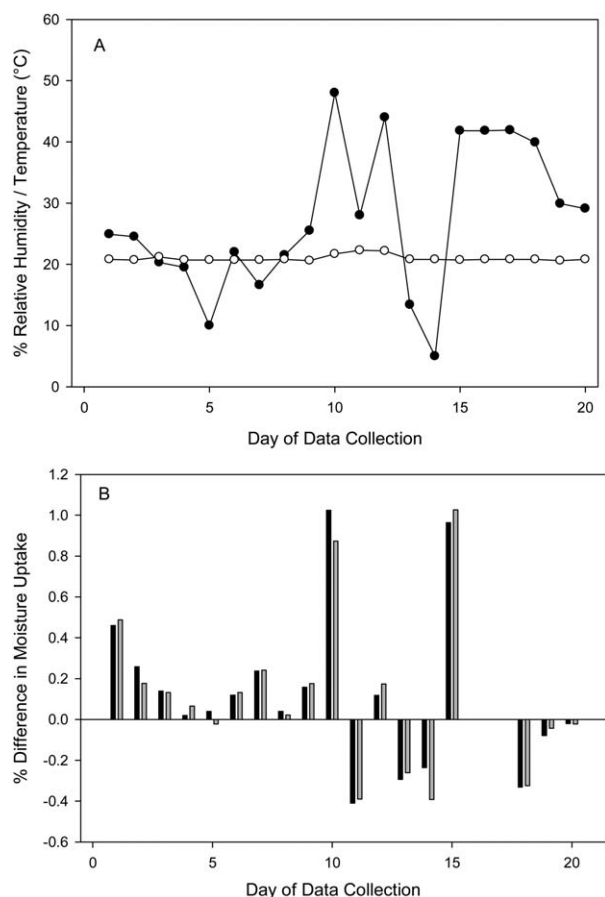 A
% Relative Humidity / Temperature (°C)
60
50
40
30
20
10
0
0 5 10 15 20
Day of Data Collection
B
% Difference in Moisture Uptake
1.2
1.0
0.8
0.6
0.4
0.2
0.0
-0.2
-0.4
-0.6
0 5 10 15 20
Day of Data Collection